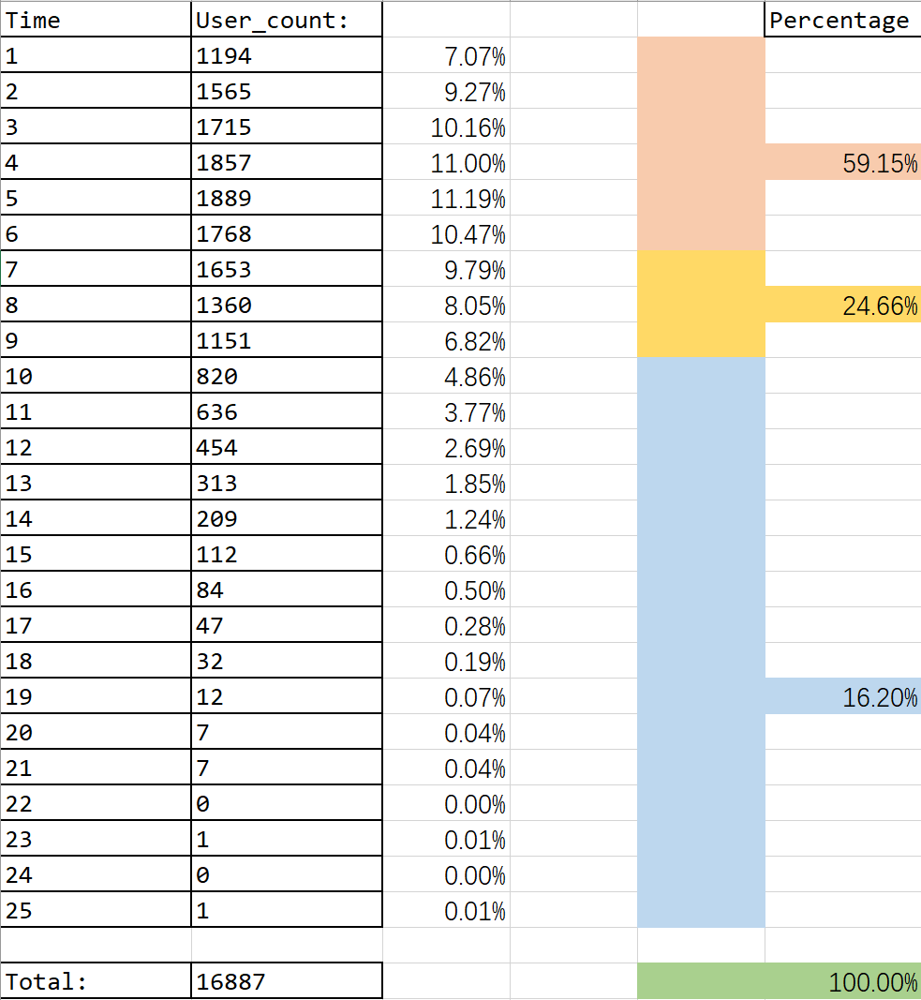 Time User_count: Percentage
1 1194 7.07%
2 1565 9.27%
3 1715 10.16%
4 1857 11.00% 59.15%
5 1889 11.19%
6 1768 10.47%
7 1653 9.79%
8 1360 8.05% 24.66%
9 1151 6.82%
10 820 4.86%
11 636 3.77%
12 454 2.69%
13 313 1.85%
14 209 1.24%
15 112 0.66%
16 84 0.50%
17 47 0.28%
18 32 0.19%
19 12 0.07% 16.20%
20 7 0.04%
21 7 0.04%
22 0 0.00%
23 1 0.01%
24 0 0.00%
25 1 0.01%
Total: 16887 100.00%